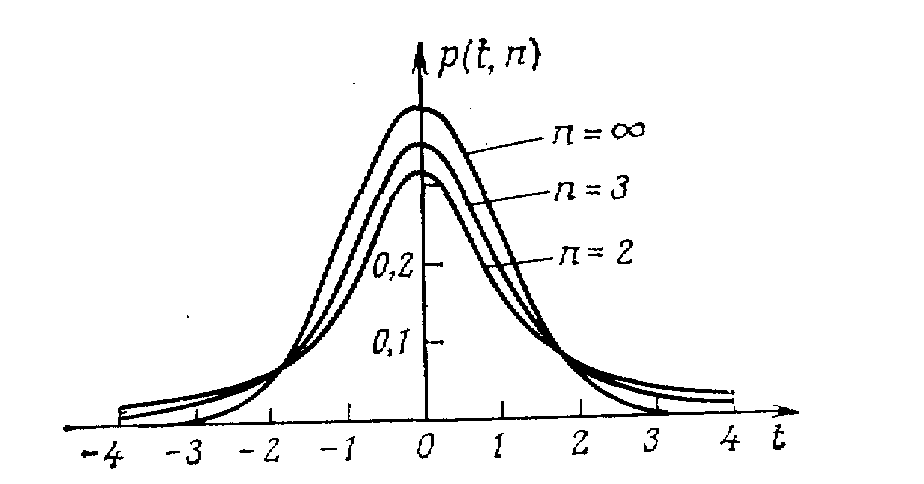 p(t, n)
n = ∞
n = 3
n = 2
0,2
0,1
-4 -3 -2 -1 0 1 2 3 4 t